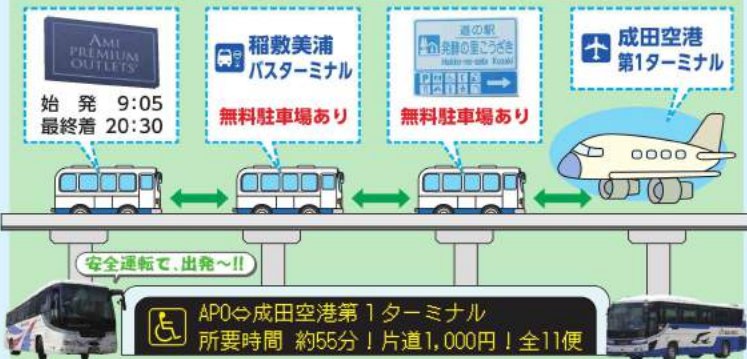 AMI
PREMIUM
OUTLETS
始 発 9:05
最終着 20:30
稲敷美浦
バスターミナル
無料駐車場あり
道の駅
発酵の里こうざき
Hakko-no-sato Kozaki
無料駐車場あり
成田空港
第1ターミナル
安全運転で、出発～!!
APO⇔成田空港第1ターミナル
所要時間 約55分！片道1,000円！全11便